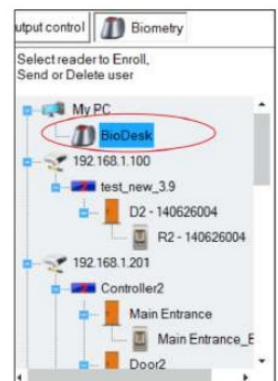 utput control Biometry
Select reader to Enroll,
Send or Delete user
My PC
BioDesk
192.168.1.100
test_new_3.9
D2 - 140626004
R2 - 140626004
192.168.1.201
Controller2
Main Entrance
Main Entrance_E
Door2